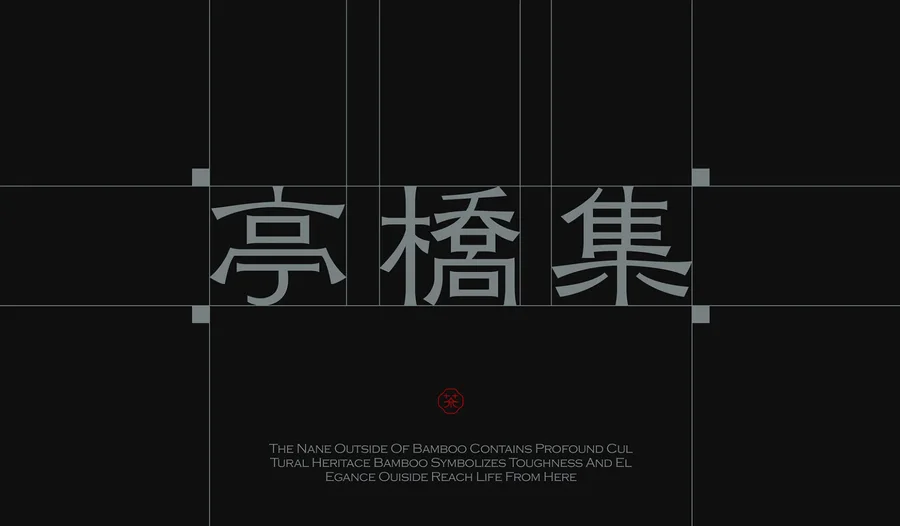 亭橋集
The Nane Outside Of Bamboo Contains Profound Cul
Tural Heritace Bamboo Symbolizes Toughness And El
Egance Ouiside Reach Life From Here